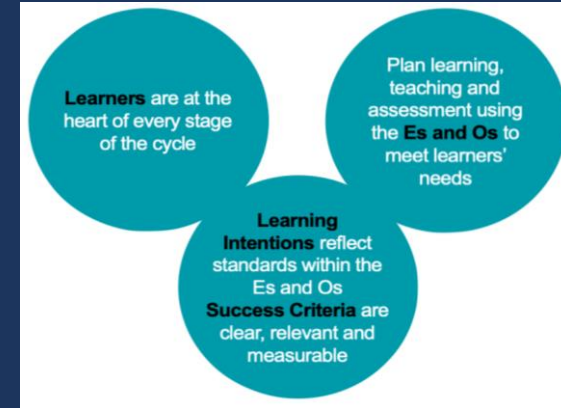 Learners are at the
heart of every stage
of the cycle
Plan learning,
teaching and
assessment using
the Es and Os to
meet learners'
needs
Learning
Intentions reflect
standards within the
Es and Os
Success Criteria are
clear, relevant and
measurable